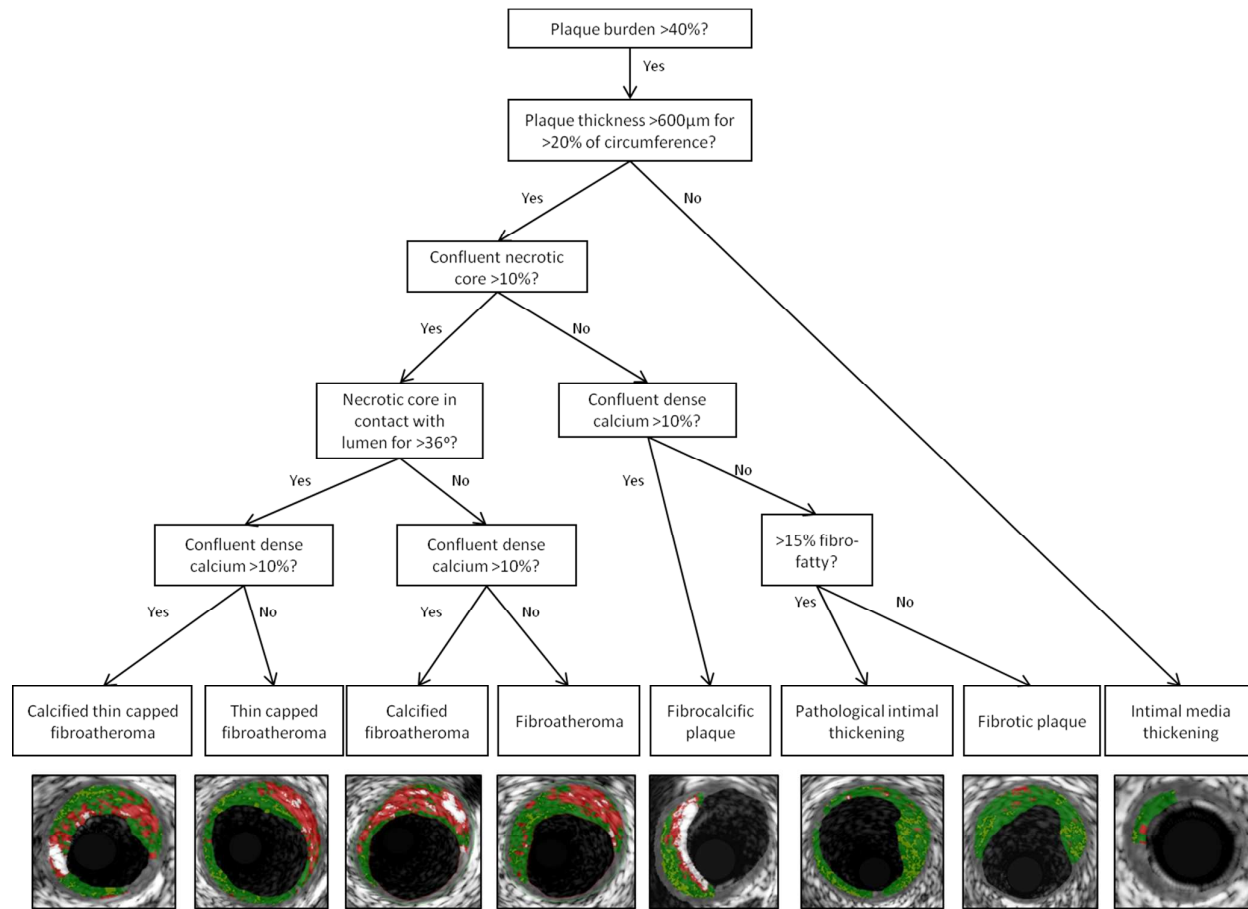 Plaque burden >40%?
Yes
Plaque thickness >600µm for
>20% of circumference?
Yes
No
Confluent necrotic
core >10%?
Yes
No
Necrotic core in
contact with
lumen for >36º?
Confluent dense
calcium >10%?
Yes
No
Yes
No
Confluent dense
calcium >10%?
Confluent dense
calcium >10%?
>15% fibro-
fatty?
Yes
No
Yes
No
Yes
No
Calcified thin capped
fibroatheroma
Thin capped
fibroatheroma
Calcified
fibroatheroma
Fibroatheroma
Fibrocalcific
plaque
Pathological intimal
thickening
Fibrotic plaque
Intimal media
thickening